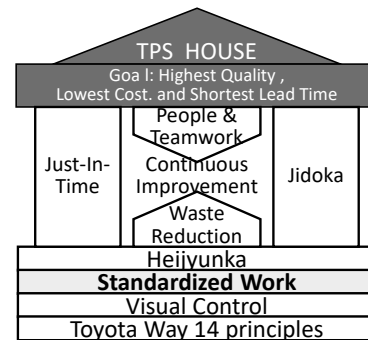 TPS HOUSE
Goa l: Highest Quality ,
Lowest Cost. and Shortest Lead Time
People &
Teamwork
Just-In-
Time
Continuous
Improvement
Jidoka
Waste
Reduction
Heijyunka
Standardized Work
Visual Control
Toyota Way 14 principles